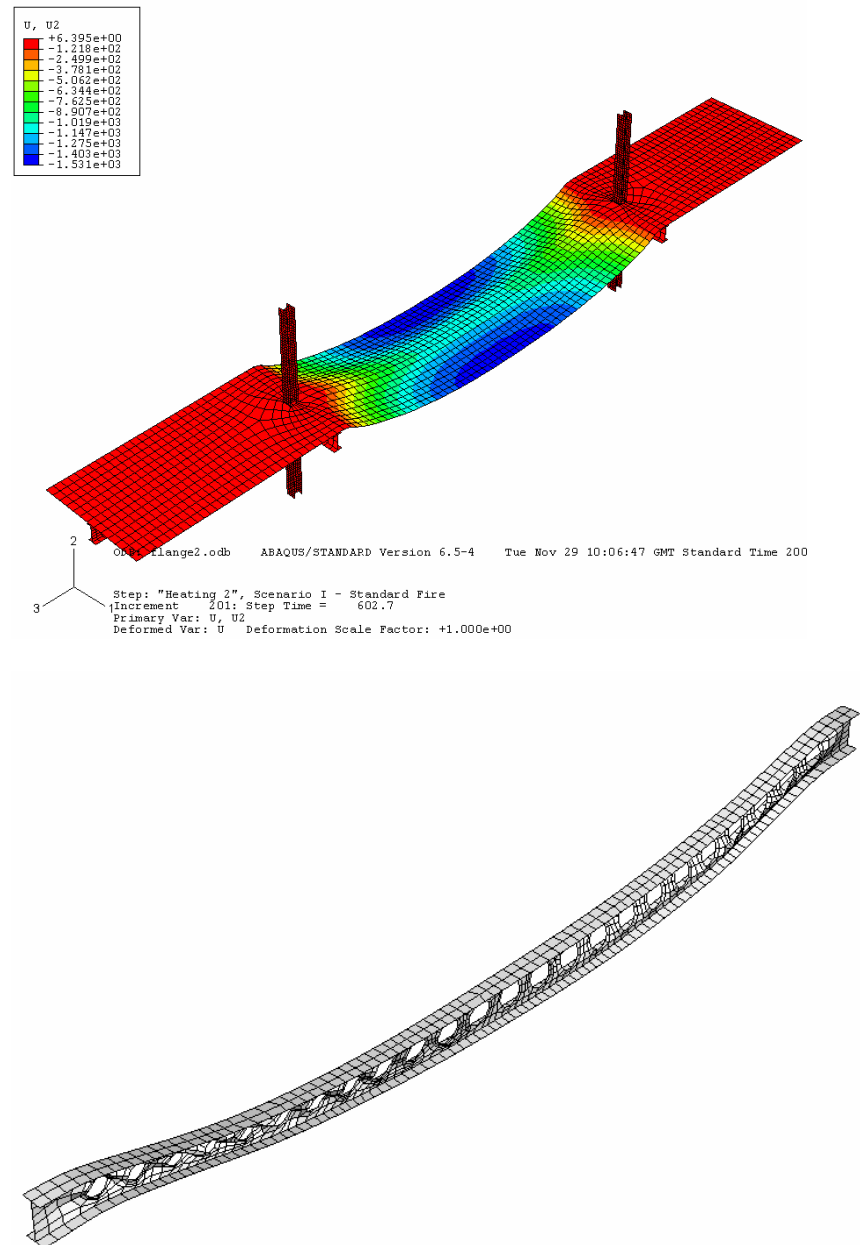 U, U2
+6.395e+00
-1.218e+02
-2.499e+02
-3.781e+02
-5.062e+02
-6.344e+02
-7.625e+02
-8.907e+02
-1.019e+03
-1.147e+03
-1.275e+03
-1.403e+03
-1.531e+03
2
3
1
flange2.odb ABAQUS/STANDARD Version 6.5-4 Tue Nov 29 10:06:47 GMT Standard Time 200
Step: "Heating 2", Scenario I - Standard Fire
Increment 201: Step Time = 602.7
Primary Var: U, U2
Deformed Var: U Deformation Scale Factor: +1.000e+00